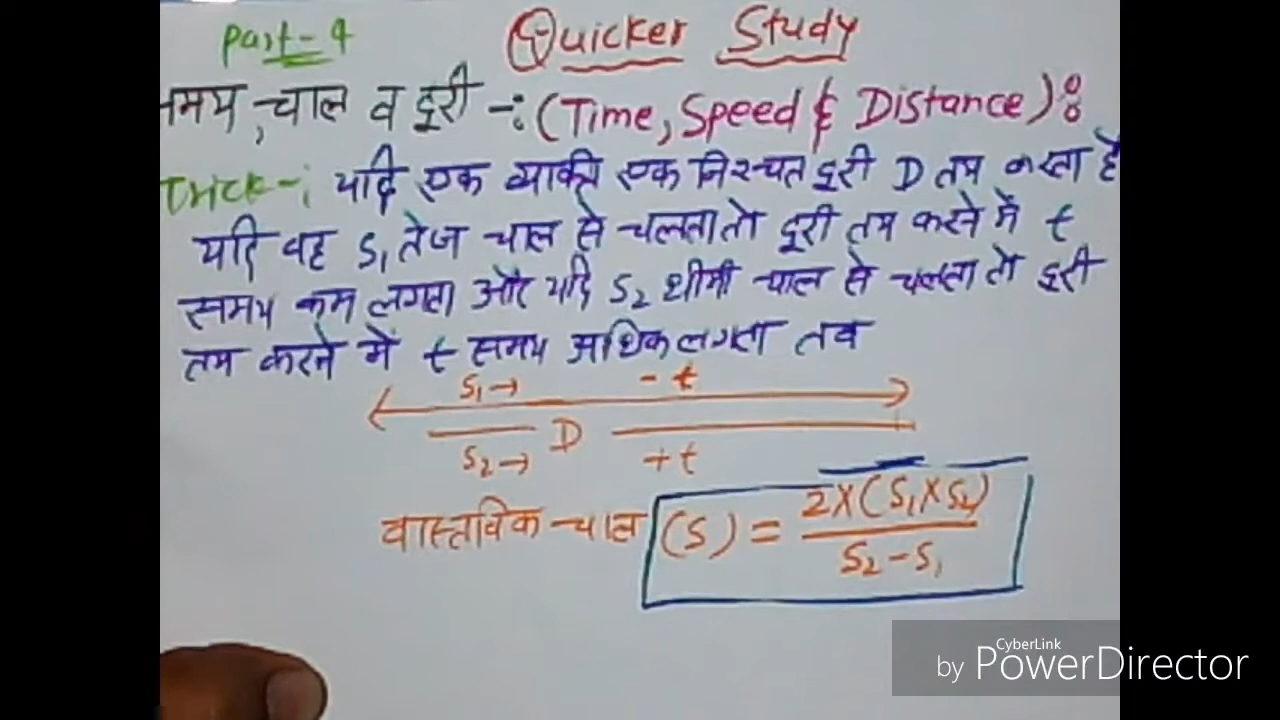 Part-4
Quicker Study
समय, चाल व दूरी -: (Time, Speed & Distance) :
Trick-: यदि एक व्यक्ति एक निश्चत दूरी D तय करता है
यदि वह S₁ तेज चाल से चलता तो दूरी तय करने में t
समय कम लगता और यदि S₂ धीमी चाल से चलता तो दूरी
तय करने में t समय अधिक लगता तब
S₁→ - t
D
S₂→ + t
वास्तविक चाल (S) = 2×(S₁×S₂) / S₂-S₁
CyberLink
by PowerDirector